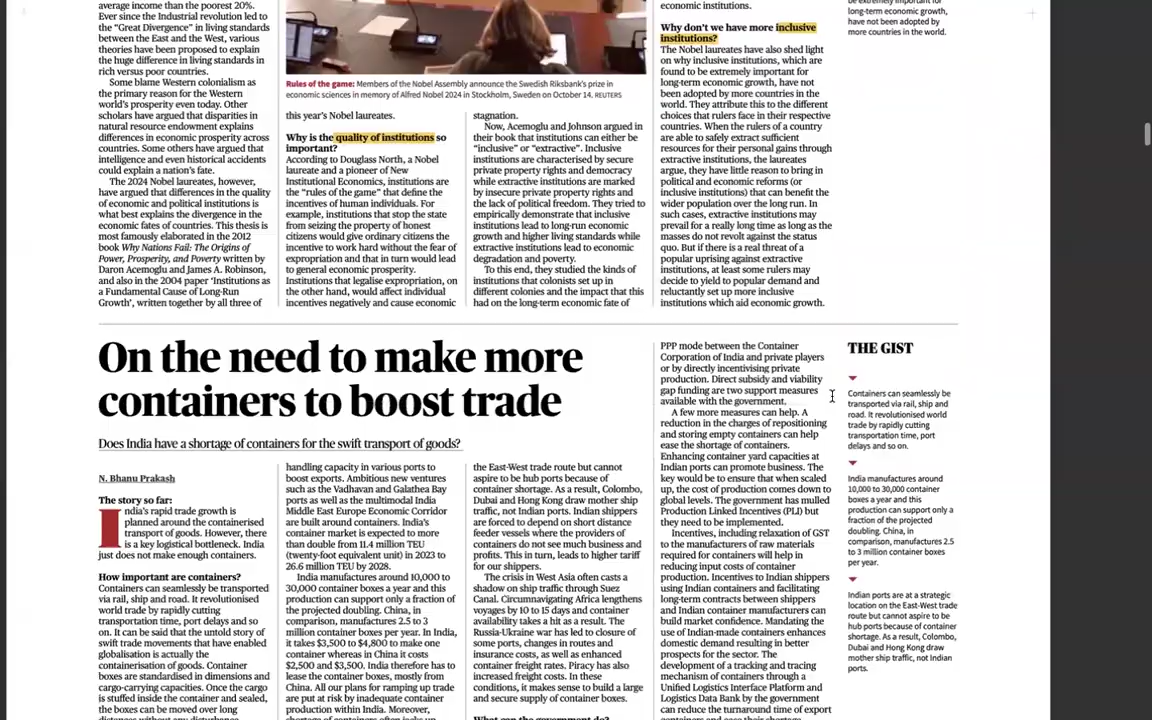 average income than the poorest 20%.
Ever since the Industrial revolution led to
the “Great Divergence” in living standards
between the East and the West, various
theories have been proposed to explain
the huge difference in living standards in
rich versus poor countries.
Some blame Western colonialism as
the primary reason for the Western
world's prosperity even today. Other
scholars have argued that disparities in
natural resource endowment explains
differences in economic prosperity across
countries. Some others have argued that
intelligence and even historical accidents
could explain a nation's fate.
The 2024 Nobel laureates, however,
have argued that differences in the quality
of economic and political institutions is
what best explains the divergence in the
economic fates of countries. This thesis is
most famously elaborated in the 2012
book Why Nations Fail: The Origins of
Power, Prosperity, and Poverty written by
Daron Acemoglu and James A. Robinson,
and also in the 2004 paper ‘Institutions as
a Fundamental Cause of Long-Run
Growth’, written together by all three of
Rules of the game: Members of the Nobel Assembly announce the Swedish Riksbank's prize in
economic sciences in memory of Alfred Nobel 2024 in Stockholm, Sweden on October 14. REUTERS
this year's Nobel laureates.
Why is the quality of institutions so
important?
According to Douglass North, a Nobel
laureate and a pioneer of New
Institutional Economics, institutions are
the “rules of the game” that define the
incentives of human individuals. For
example, institutions that stop the state
from seizing the property of honest
citizens would give ordinary citizens the
incentive to work hard without the fear of
expropriation and that in turn would lead
to general economic prosperity.
Institutions that legalise expropriation, on
the other hand, would affect individual
incentives negatively and cause economic
stagnation.
Now, Acemoglu and Johnson argued in
their book that institutions can either be
“inclusive” or “extractive”. Inclusive
institutions are characterised by secure
private property rights and democracy
while extractive institutions are marked
by insecure private property rights and
the lack of political freedom. They tried to
empirically demonstrate that inclusive
institutions lead to long-run economic
growth and higher living standards while
extractive institutions lead to economic
degradation and poverty.
To this end, they studied the kinds of
institutions that colonists set up in
different colonies and the impact that this
had on the long-term economic fate of
economic institutions.
Why don't we have more inclusive
institutions?
The Nobel laureates have also shed light
on why inclusive institutions, which are
found to be extremely important for
long-term economic growth, have not
been adopted by more countries in the
world. They attribute this to the different
choices that rulers face in their respective
countries. When the rulers of a country
are able to safely extract sufficient
resources for their personal gains through
extractive institutions, the laureates
argue, they have little reason to bring in
political and economic reforms (or
inclusive institutions) that can benefit the
wider population over the long run. In
such cases, extractive institutions may
prevail for a really long time as long as the
masses do not revolt against the status
quo. But if there is a real threat of a
popular uprising against extractive
institutions, at least some rulers may
decide to yield to popular demand and
reluctantly set up more inclusive
institutions which aid economic growth.
be extremely important for
long-term economic growth,
have not been adopted by
more countries in the world.
On the need to make more
containers to boost trade
Does India have a shortage of containers for the swift transport of goods?
N. Bhanu Prakash
The story so far:
India's rapid trade growth is
planned around the containerised
transport of goods. However, there
is a key logistical bottleneck. India
just does not make enough containers.
How important are containers?
Containers can seamlessly be transported
via rail, ship and road. It revolutionised
world trade by rapidly cutting
transportation time, port delays and so
on. It can be said that the untold story of
swift trade movements that have enabled
globalisation is actually the
containerisation of goods. Container
boxes are standardised in dimensions and
cargo-carrying capacities. Once the cargo
is stuffed inside the container and sealed,
the boxes can be moved over long
distances without any disturbance
handling capacity in various ports to
boost exports. Ambitious new ventures
such as the Vadhavan and Galathea Bay
ports as well as the multimodal India
Middle East Europe Economic Corridor
are built around containers. India's
container market is expected to more
than double from 11.4 million TEU
(twenty-foot equivalent unit) in 2023 to
26.6 million TEU by 2028.
India manufactures around 10,000 to
30,000 container boxes a year and this
production can support only a fraction of
the projected doubling. China, in
comparison, manufactures 2.5 to 3
million container boxes per year. In India,
it takes $3,500 to $4,800 to make one
container whereas in China it costs
$2,500 and $3,500. India therefore has to
lease the container boxes, mostly from
China. All our plans for ramping up trade
are put at risk by inadequate container
production within India. Moreover,
shortage of containers often jacks up
the East-West trade route but cannot
aspire to be hub ports because of
container shortage. As a result, Colombo,
Dubai and Hong Kong draw mother ship
traffic, not Indian ports. Indian shippers
are forced to depend on short distance
feeder vessels where the providers of
containers do not see much business and
profits. This in turn, leads to higher tariff
for our shippers.
The crisis in West Asia often casts a
shadow on ship traffic through Suez
Canal. Circumnavigating Africa lengthens
voyages by 10 to 15 days and container
availability takes a hit as a result. The
Russia-Ukraine war has led to closure of
some ports, changes in routes and
insurance costs, as well as enhanced
container freight rates. Piracy has also
increased freight costs. In these
conditions, it makes sense to build a large
and secure supply of container boxes.
What can the government do?
PPP mode between the Container
Corporation of India and private players
or by directly incentivising private
production. Direct subsidy and viability
gap funding are two support measures
available with the government.
A few more measures can help. A
reduction in the charges of repositioning
and storing empty containers can help
ease the shortage of containers.
Enhancing container yard capacities at
Indian ports can promote business. The
key would be to ensure that when scaled
up, the cost of production comes down to
global levels. The government has mulled
Production Linked Incentives (PLI) but
they need to be implemented.
Incentives, including relaxation of GST
to the manufacturers of raw materials
required for containers will help in
reducing input costs of container
production. Incentives to Indian shippers
using Indian containers and facilitating
long-term contracts between shippers
and Indian container manufacturers can
build market confidence. Mandating the
use of Indian-made containers enhances
domestic demand resulting in better
prospects for the sector. The
development of a tracking and tracing
mechanism of containers through a
Unified Logistics Interface Platform and
Logistics Data Bank by the government
can reduce the turnaround time of export
containers and ease their shortage.
THE GIST
Containers can seamlessly be
transported via rail, ship and
road. It revolutionised world
trade by rapidly cutting
transportation time, port
delays and so on.
India manufactures around
10,000 to 30,000 container
boxes a year and this
production can support only a
fraction of the projected
doubling. China, in
comparison, manufactures 2.5
to 3 million container boxes
per year.
Indian ports are at a strategic
location on the East-West trade
route but cannot aspire to be
hub ports because of container
shortage. As a result, Colombo,
Dubai and Hong Kong draw
mother ship traffic, not Indian
ports.